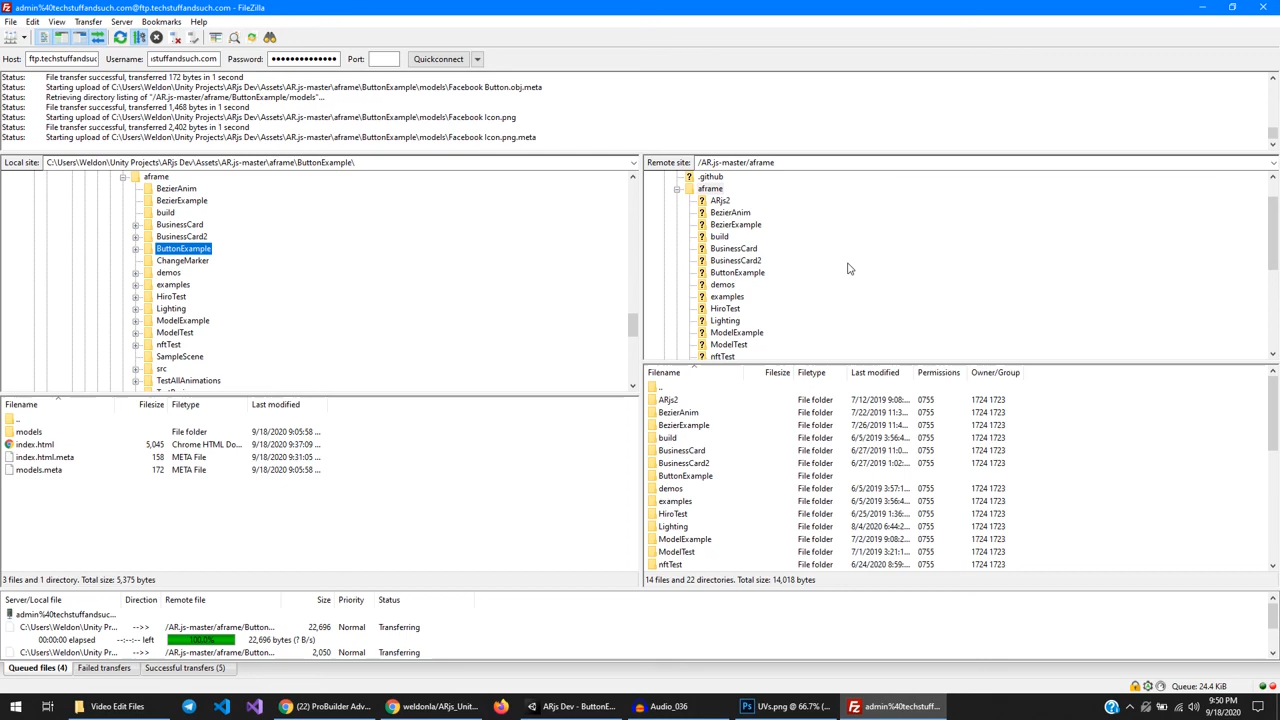 admin%40techstuffandsuch.com@ftp.techstuffandsuch.com - FileZilla
File Edit View Transfer Server Bookmarks Help
Host: ftp.techstuffandsuc Username: ıstuffandsuch.com Password: ●●●●●●●●●●●●●● Port: Quickconnect
Status: File transfer successful, transferred 172 bytes in 1 second
Status: Starting upload of C:\Users\Weldon\Unity Projects\ARjs Dev\Assets\AR.js-master\aframe\ButtonExample\models\Facebook Button.obj.meta
Status: Retrieving directory listing of "/AR.js-master/aframe/ButtonExample/models"...
Status: File transfer successful, transferred 1,468 bytes in 1 second
Status: Starting upload of C:\Users\Weldon\Unity Projects\ARjs Dev\Assets\AR.js-master\aframe\ButtonExample\models\Facebook Icon.png
Status: File transfer successful, transferred 2,402 bytes in 1 second
Status: Starting upload of C:\Users\Weldon\Unity Projects\ARjs Dev\Assets\AR.js-master\aframe\ButtonExample\models\Facebook Icon.png.meta
Local site: C:\Users\Weldon\Unity Projects\ARjs Dev\Assets\AR.js-master\aframe\ButtonExample\
aframe
BezierAnim
BezierExample
build
BusinessCard
BusinessCard2
ButtonExample
ChangeMarker
demos
examples
HiroTest
Lighting
ModelExample
ModelTest
nftTest
SampleScene
src
TestAllAnimations
Filename Filesize Filetype Last modified
..
models File folder 9/18/2020 9:05:58 ...
index.html 5,045 Chrome HTML Do... 9/18/2020 9:37:09 ...
index.html.meta 158 META File 9/18/2020 9:31:05 ...
models.meta 172 META File 9/18/2020 9:05:58 ...
3 files and 1 directory. Total size: 5,375 bytes
Remote site: /AR.js-master/aframe
.github
aframe
ARjs2
BezierAnim
BezierExample
build
BusinessCard
BusinessCard2
ButtonExample
demos
examples
HiroTest
Lighting
ModelExample
ModelTest
nftTest
Filename Filesize Filetype Last modified Permissions Owner/Group
..
ARjs2 File folder 7/12/2019 9:08:... 0755 1724 1723
BezierAnim File folder 7/22/2019 11:3... 0755 1724 1723
BezierExample File folder 7/26/2019 11:4... 0755 1724 1723
build File folder 6/5/2019 3:56:4... 0755 1724 1723
BusinessCard File folder 6/27/2019 11:0... 0755 1724 1723
BusinessCard2 File folder 6/27/2019 1:02:... 0755 1724 1723
ButtonExample File folder
demos File folder 6/5/2019 3:57:1... 0755 1724 1723
examples File folder 6/5/2019 3:56:4... 0755 1724 1723
HiroTest File folder 6/25/2019 1:36:... 0755 1724 1723
Lighting File folder 8/4/2020 6:44:2... 0755 1724 1723
ModelExample File folder 7/2/2019 9:08:2... 0755 1724 1723
ModelTest File folder 7/1/2019 3:21:1... 0755 1724 1723
nftTest File folder 6/24/2020 8:59:... 0755 1724 1723
14 files and 22 directories. Total size: 14,018 bytes
Server/Local file Direction Remote file Size Priority Status
admin%40techstuffandsuc...
C:\Users\Weldon\Unity Pr... -->> /AR.js-master/aframe/Button... 22,696 Normal Transferring
00:00:00 elapsed --:--:-- left 100.0% 22,696 bytes (? B/s)
C:\Users\Weldon\Unity Pr... -->> /AR.js-master/aframe/Button... 2,050 Normal Transferring
Queued files (4) Failed transfers Successful transfers (5)
Queue: 24.4 KiB
Video Edit Files (22) ProBuilder Adv... weldonla/ARjs_Unit... ARjs Dev - ButtonE... Audio_036 UVs.png @ 66.7% (... admin%40techstuff...
9:50 PM
9/18/2020